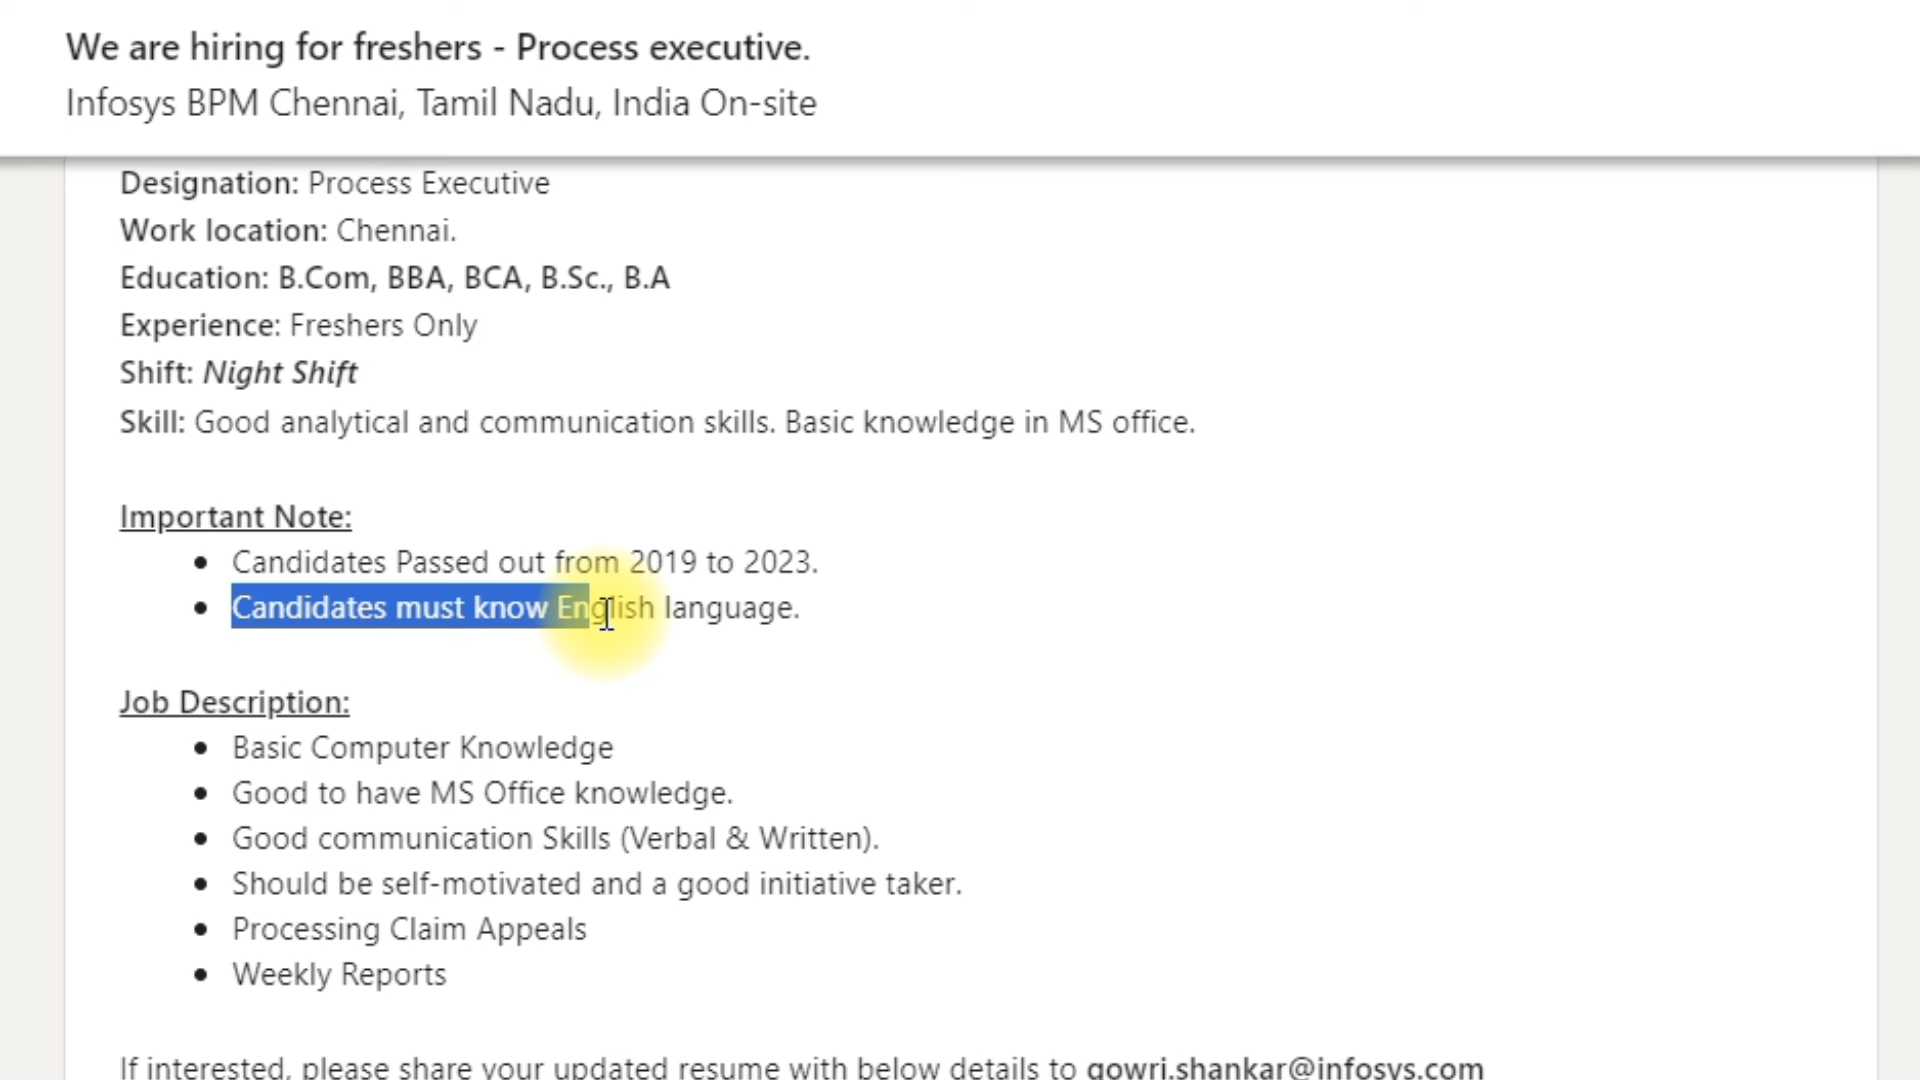 We are hiring for freshers - Process executive.
Infosys BPM Chennai, Tamil Nadu, India On-site
Designation: Process Executive
Work location: Chennai.
Education: B.Com, BBA, BCA, B.Sc., B.A
Experience: Freshers Only
Shift: Night Shift
Skill: Good analytical and communication skills. Basic knowledge in MS office.
Important Note:
• Candidates Passed out from 2019 to 2023.
• Candidates must know English language.
Job Description:
• Basic Computer Knowledge
• Good to have MS Office knowledge.
• Good communication Skills (Verbal & Written).
• Should be self-motivated and a good initiative taker.
• Processing Claim Appeals
• Weekly Reports
If interested, please share your updated resume with below details to gowri.shankar@infosys.com